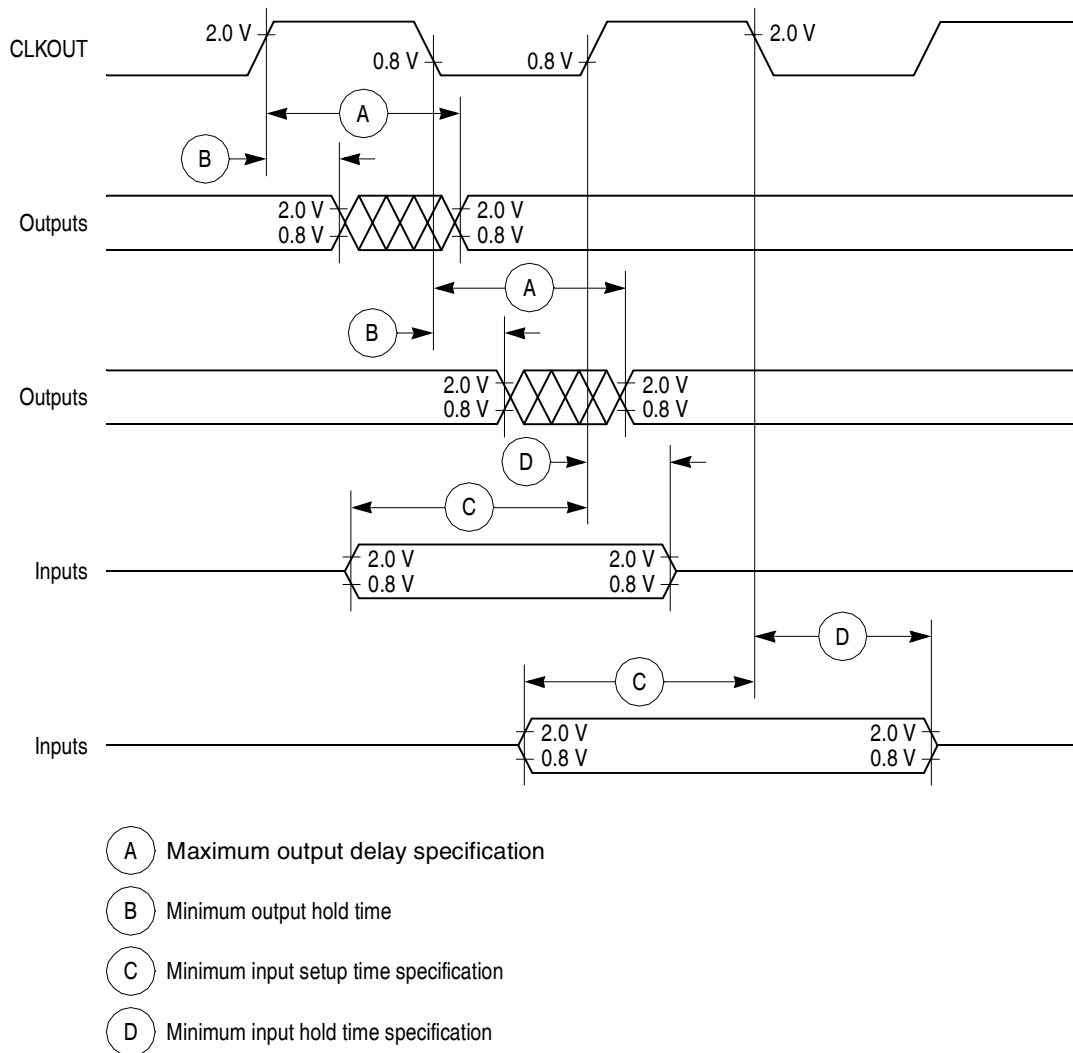 CLKOUT
2.0 V
0.8 V
0.8 V
2.0 V
A
B
Outputs
2.0 V
0.8 V
2.0 V
0.8 V
A
B
Outputs
2.0 V
0.8 V
2.0 V
0.8 V
D
C
Inputs
2.0 V
0.8 V
2.0 V
0.8 V
D
C
Inputs
2.0 V
0.8 V
2.0 V
0.8 V
A Maximum output delay specification
B Minimum output hold time
C Minimum input setup time specification
D Minimum input hold time specification